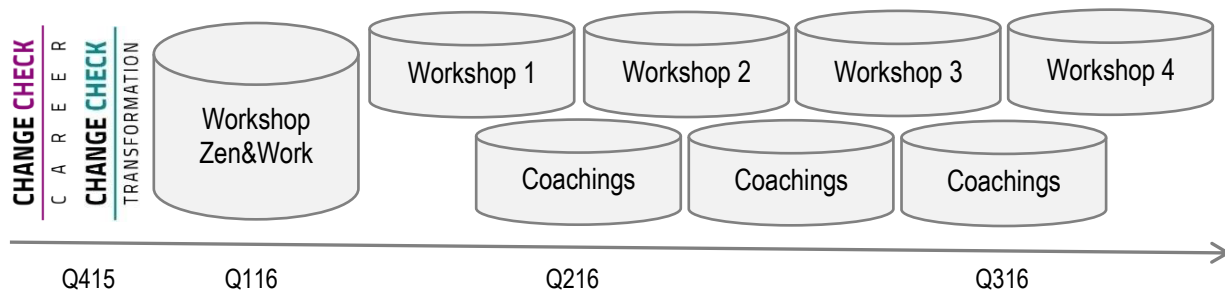 CHANGE CHECK
CAREER
CHANGE CHECK
TRANSFORMATION
Workshop
Zen&Work
Workshop 1
Workshop 2
Workshop 3
Workshop 4
Coachings
Coachings
Coachings
Q415
Q116
Q216
Q316